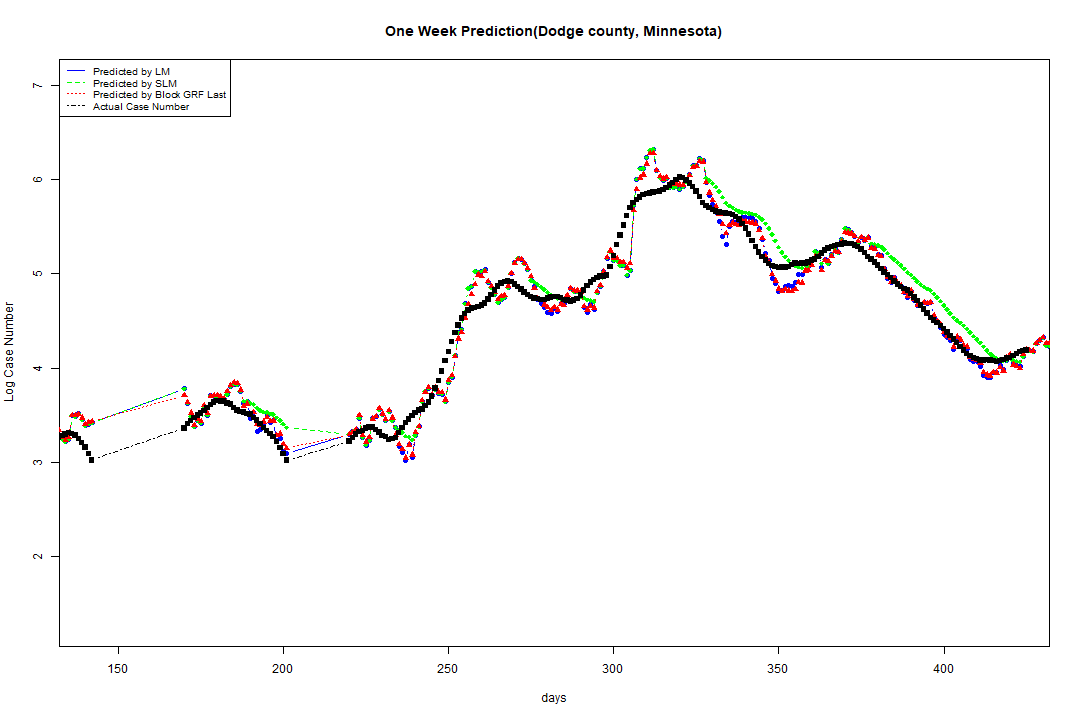 One Week Prediction(Dodge county, Minnesota)
Predicted by LM
Predicted by SLM
Predicted by Block GRF Last
Actual Case Number
7
6
5
4
3
2
Log Case Number
150 200 250 300 350 400
days